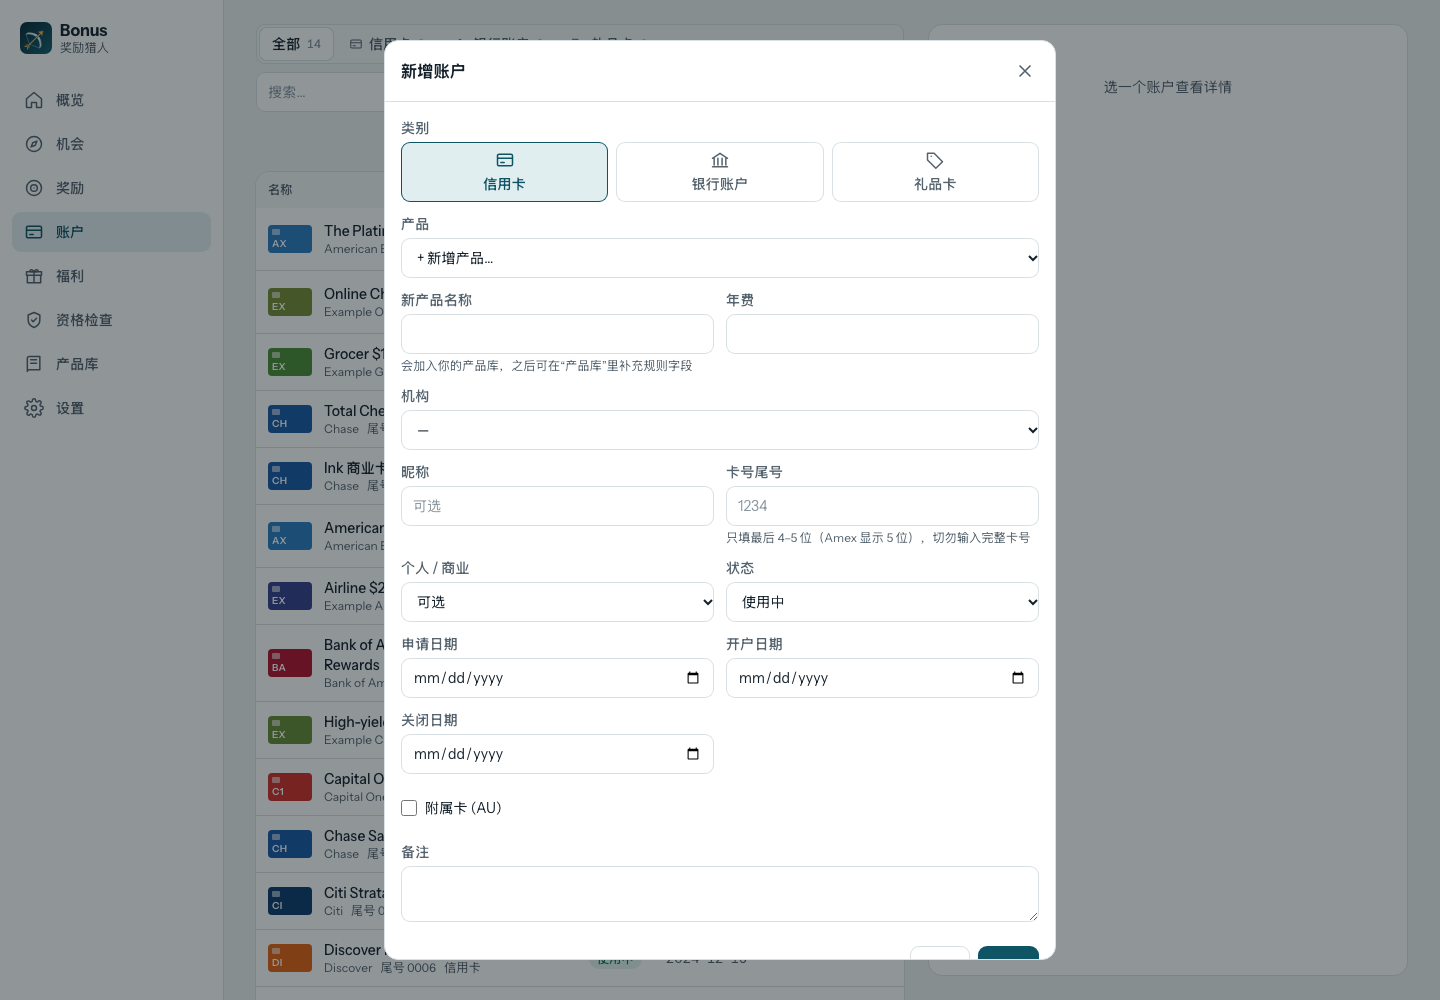 Bonus
奖励猎人
概览
机会
奖励
账户
福利
资格检查
产品库
设置
全部 14
搜索...
名称
AX
The Plati
American E
EX
Online Ch
Example O
EX
Grocer $1
Example G
CH
Total Che
Chase 尾号
CH
Ink 商业卡
Chase 尾号
AX
American
American E
EX
Airline $2
Example A
BA
Bank of A
Rewards
Bank of Am
EX
High-yiel
Example C
C1
Capital O
Capital One
CH
Chase Sa
Chase 尾号
CI
Citi Strata
Citi 尾号 0
DI
Discover
Discover 尾号 0006 信用卡
选一个账户查看详情
新增账户
类别
信用卡
银行账户
礼品卡
产品
+ 新增产品...
新产品名称
年费
会加入你的产品库，之后可在“产品库”里补充规则字段
机构
—
昵称
卡号尾号
可选
1234
只填最后 4–5 位（Amex 显示 5 位），切勿输入完整卡号
个人 / 商业
状态
可选
使用中
申请日期
开户日期
mm/dd/yyyy
mm/dd/yyyy
关闭日期
mm/dd/yyyy
附属卡 (AU)
备注